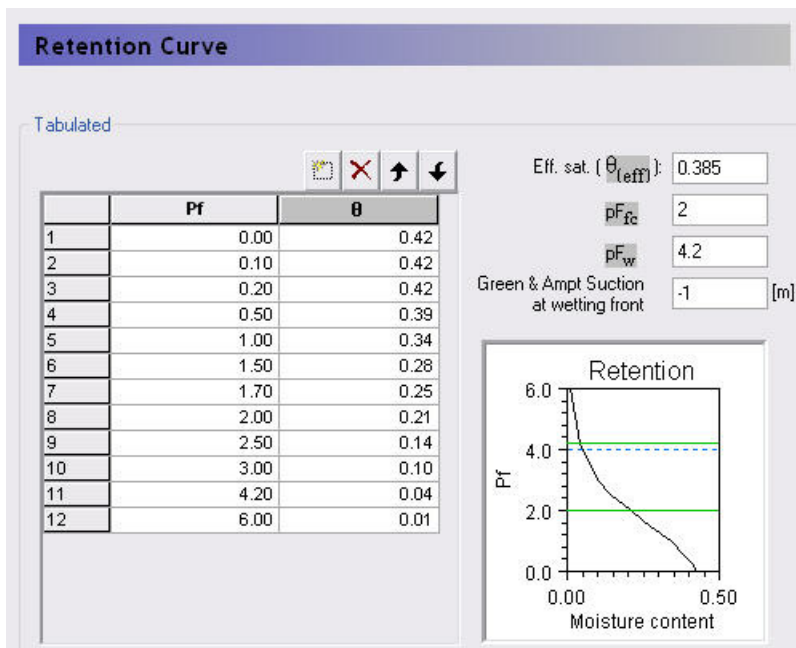 Retention Curve
Tabulated
Eff. sat. ( θ(eff) ): 0.385
pFfc 2
pFw 4.2
Green & Ampt Suction
at wetting front -1 [m]
Pf θ
1 0.00 0.42
2 0.10 0.42
3 0.20 0.42
4 0.50 0.39
5 1.00 0.34
6 1.50 0.28
7 1.70 0.25
8 2.00 0.21
9 2.50 0.14
10 3.00 0.10
11 4.20 0.04
12 6.00 0.01
Retention
6.0
4.0
Pf
2.0
0.0
0.00 0.50
Moisture content